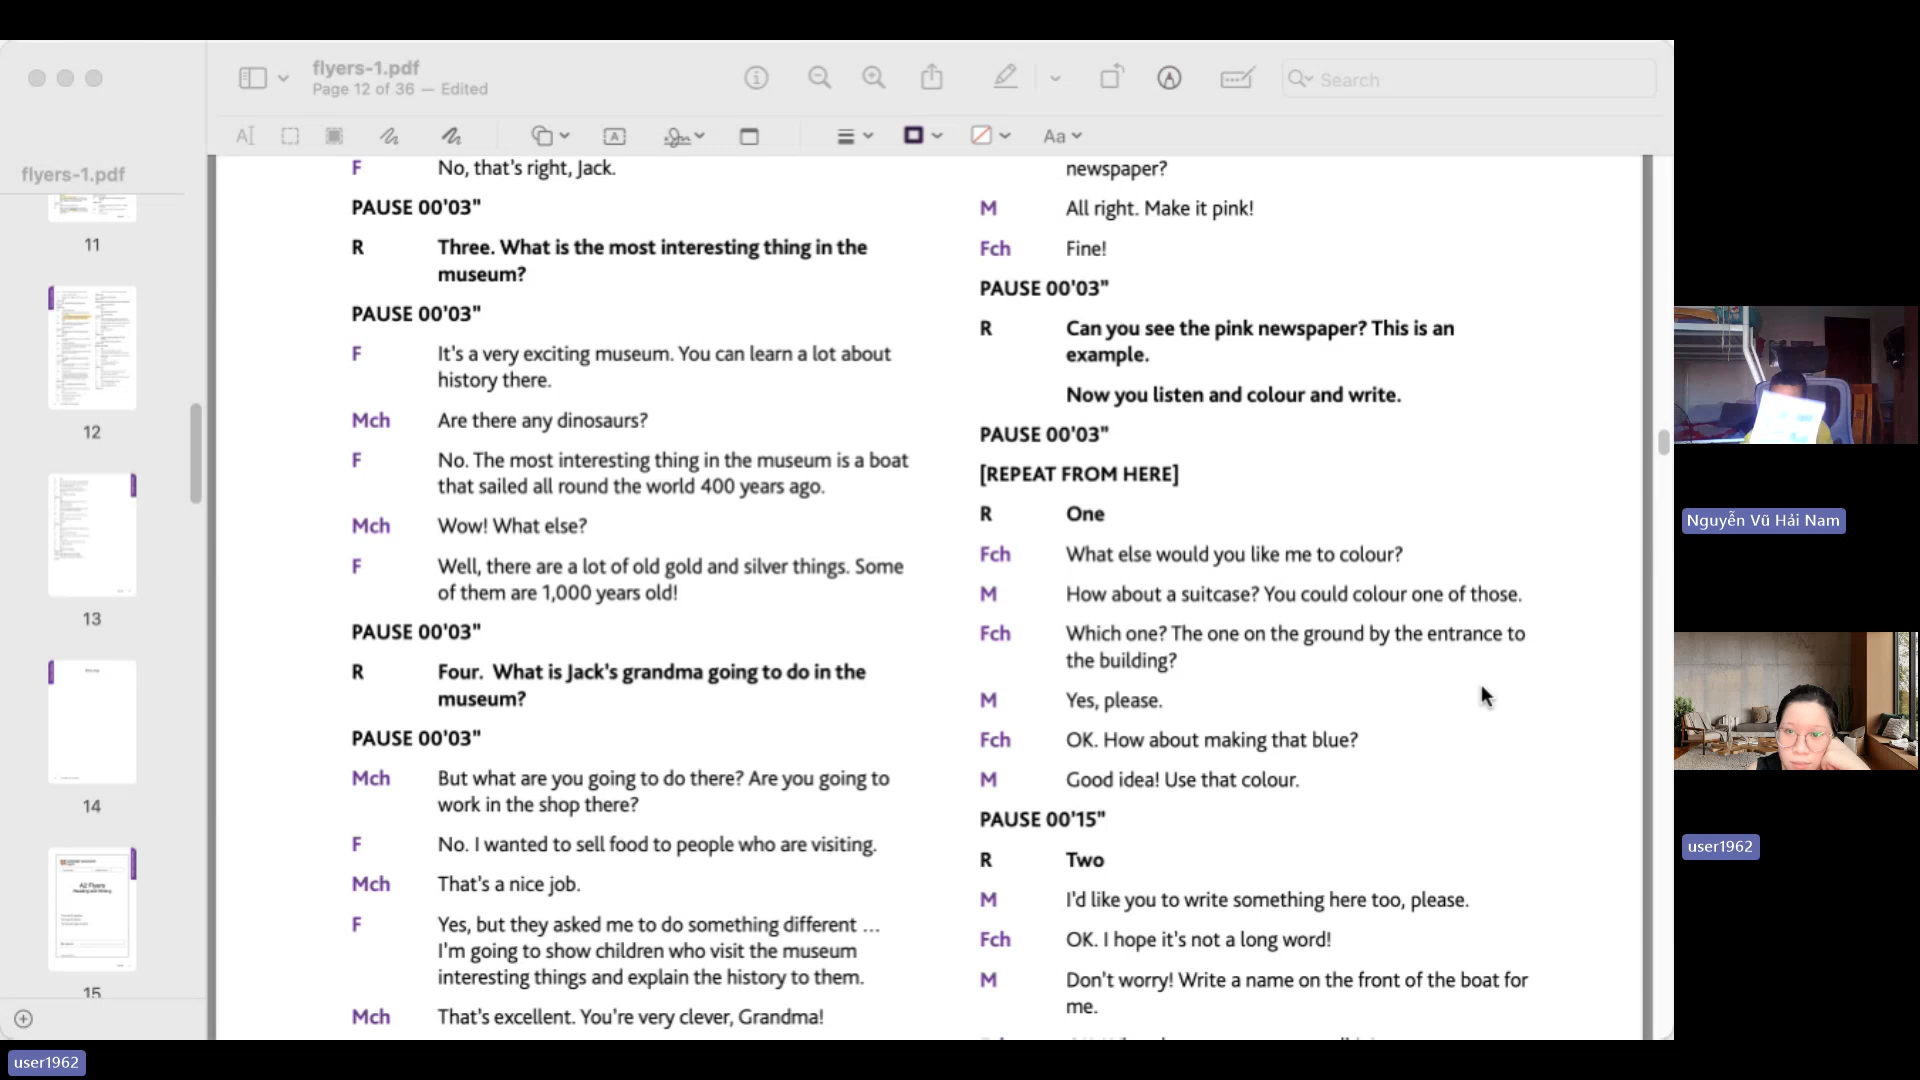 flyers-1.pdf
Page 12 of 36 — Edited
Search
Aa
flyers-1.pdf
11
12
13
14
15
A2 Flyers
F No, that's right, Jack.
PAUSE 00'03"
R Three. What is the most interesting thing in the
museum?
PAUSE 00'03"
F It's a very exciting museum. You can learn a lot about
history there.
Mch Are there any dinosaurs?
F No. The most interesting thing in the museum is a boat
that sailed all round the world 400 years ago.
Mch Wow! What else?
F Well, there are a lot of old gold and silver things. Some
of them are 1,000 years old!
PAUSE 00'03"
R Four. What is Jack's grandma going to do in the
museum?
PAUSE 00'03"
Mch But what are you going to do there? Are you going to
work in the shop there?
F No. I wanted to sell food to people who are visiting.
Mch That's a nice job.
F Yes, but they asked me to do something different ...
I'm going to show children who visit the museum
interesting things and explain the history to them.
Mch That's excellent. You're very clever, Grandma!
newspaper?
M All right. Make it pink!
Fch Fine!
PAUSE 00'03"
R Can you see the pink newspaper? This is an
example.
Now you listen and colour and write.
PAUSE 00'03"
[REPEAT FROM HERE]
R One
Fch What else would you like me to colour?
M How about a suitcase? You could colour one of those.
Fch Which one? The one on the ground by the entrance to
the building?
M Yes, please.
Fch OK. How about making that blue?
M Good idea! Use that colour.
PAUSE 00'15"
R Two
M I'd like you to write something here too, please.
Fch OK. I hope it's not a long word!
M Don't worry! Write a name on the front of the boat for
me.
Nguyễn Vũ Hải Nam
user1962
user1962